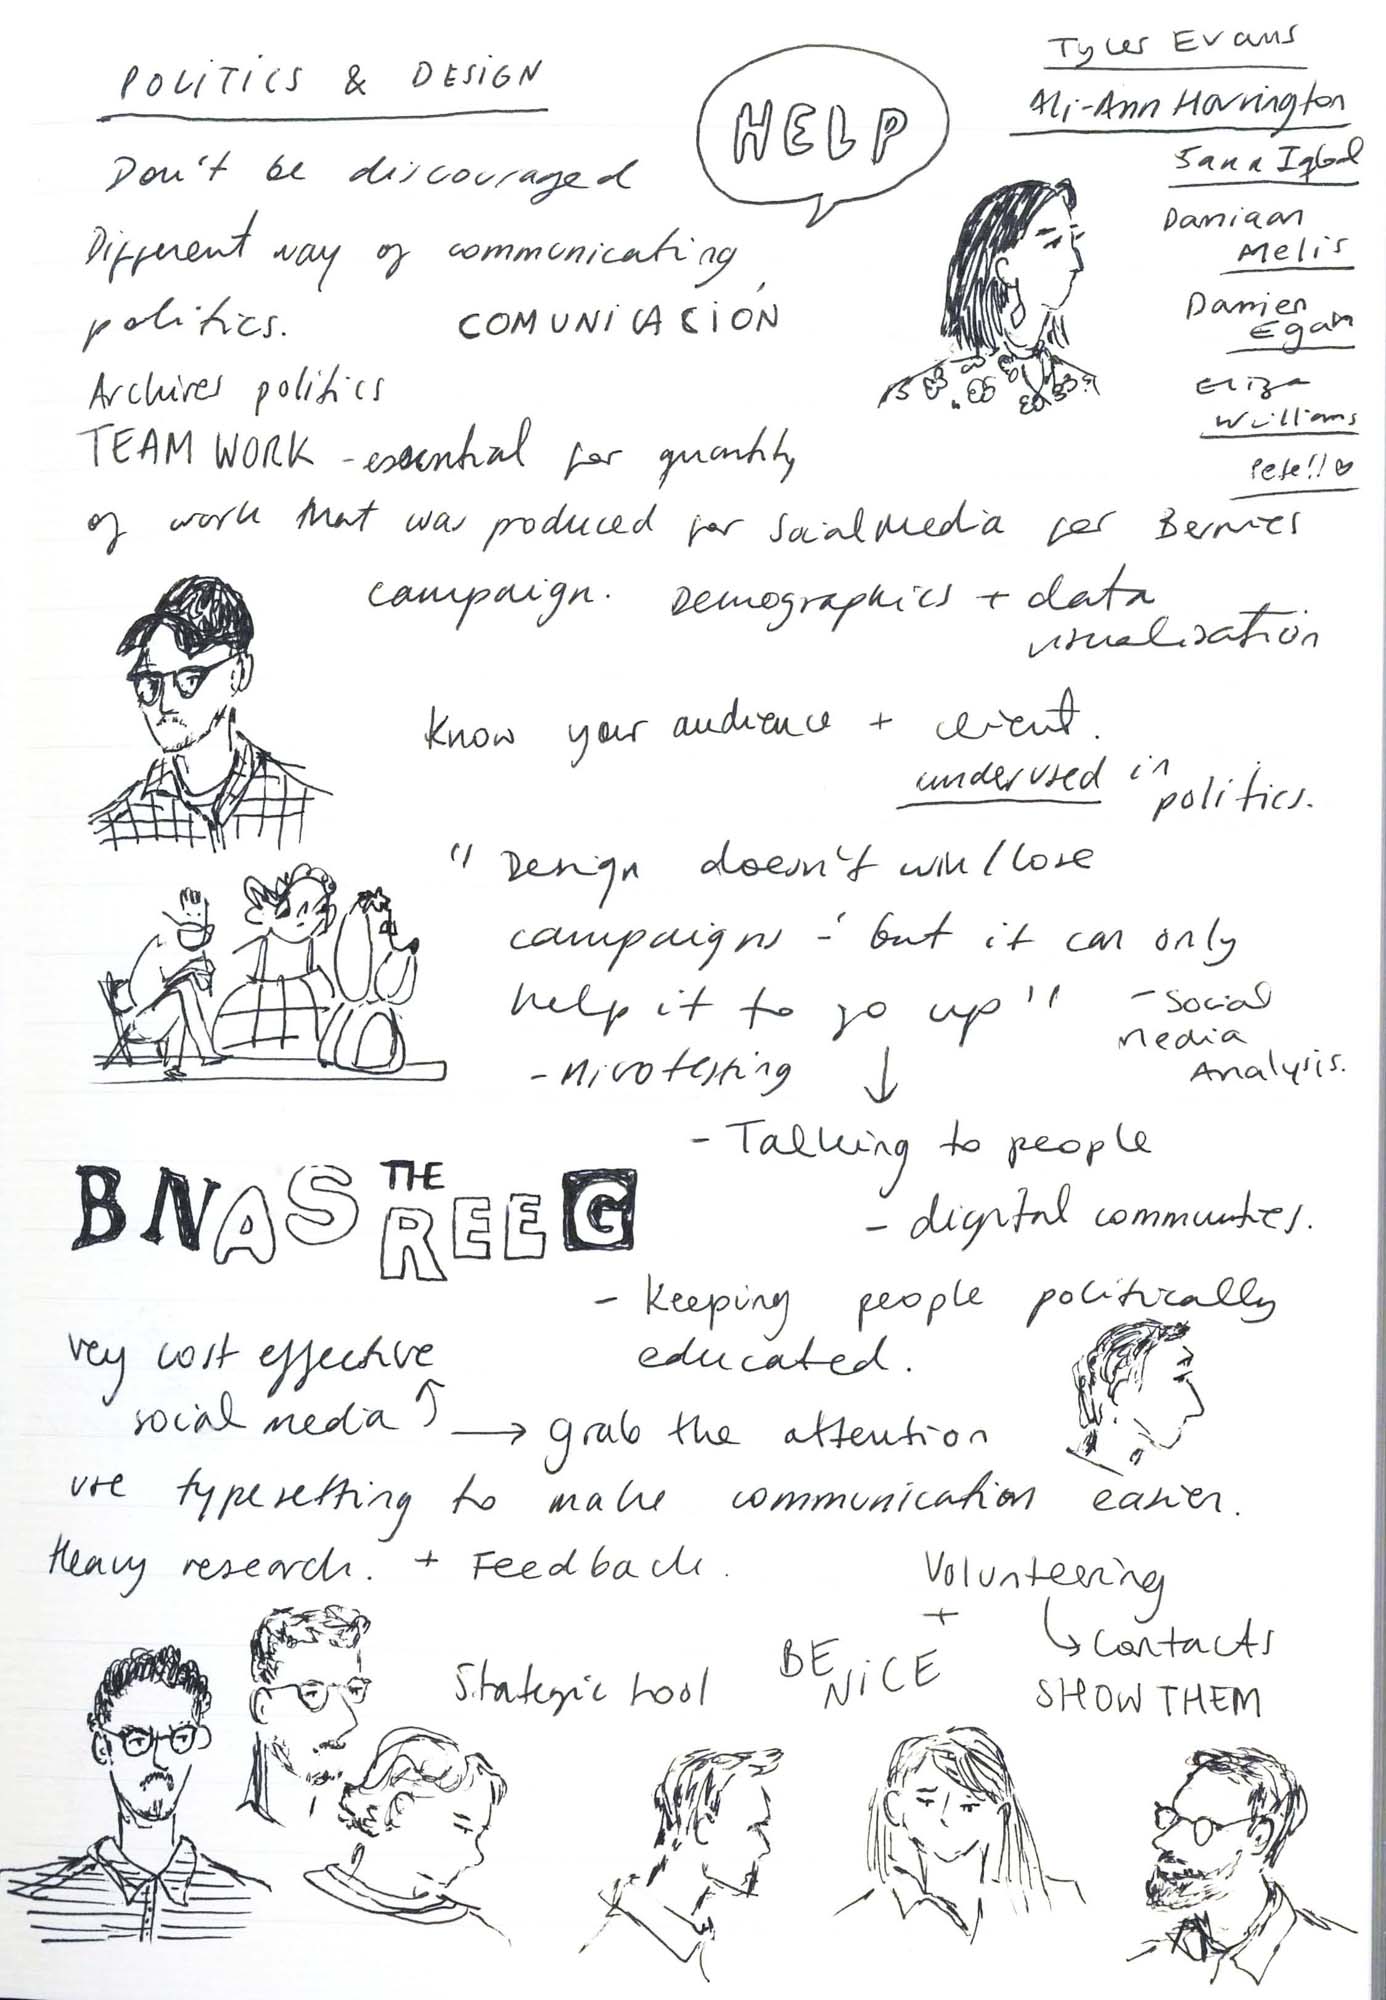 POLITICS & DESIGN
HELP
Tyler Evans
Ali-Ann Harrington
Sana Iqbal
Damiaan
Melis
Damien
Egan
Eliza
Williams
Pete!! ♡
Don't be discouraged
Different way of communicating
politics.
COMUNICACIÓN
Archives politics
TEAM WORK - essential for quantity
of work that was produced for Social Media for Bernies
campaign. Demographics + data
visualisation
Know your audience + client.
underused in
politics.
" Design doesn't win/lose
campaigns - but it can only
help it to go up "
- Social
Media
Analysis.
- Microtesting
- Talking to people
- digital communities.
BNAS THE REEG
- Keeping people politically
educated.
very cost effective
social media
→ grab the attention
use typesetting to make communication easier.
Heavy research. + Feedback.
Volunteering
+
contacts
Strategic tool
BE
NICE
SHOW THEM